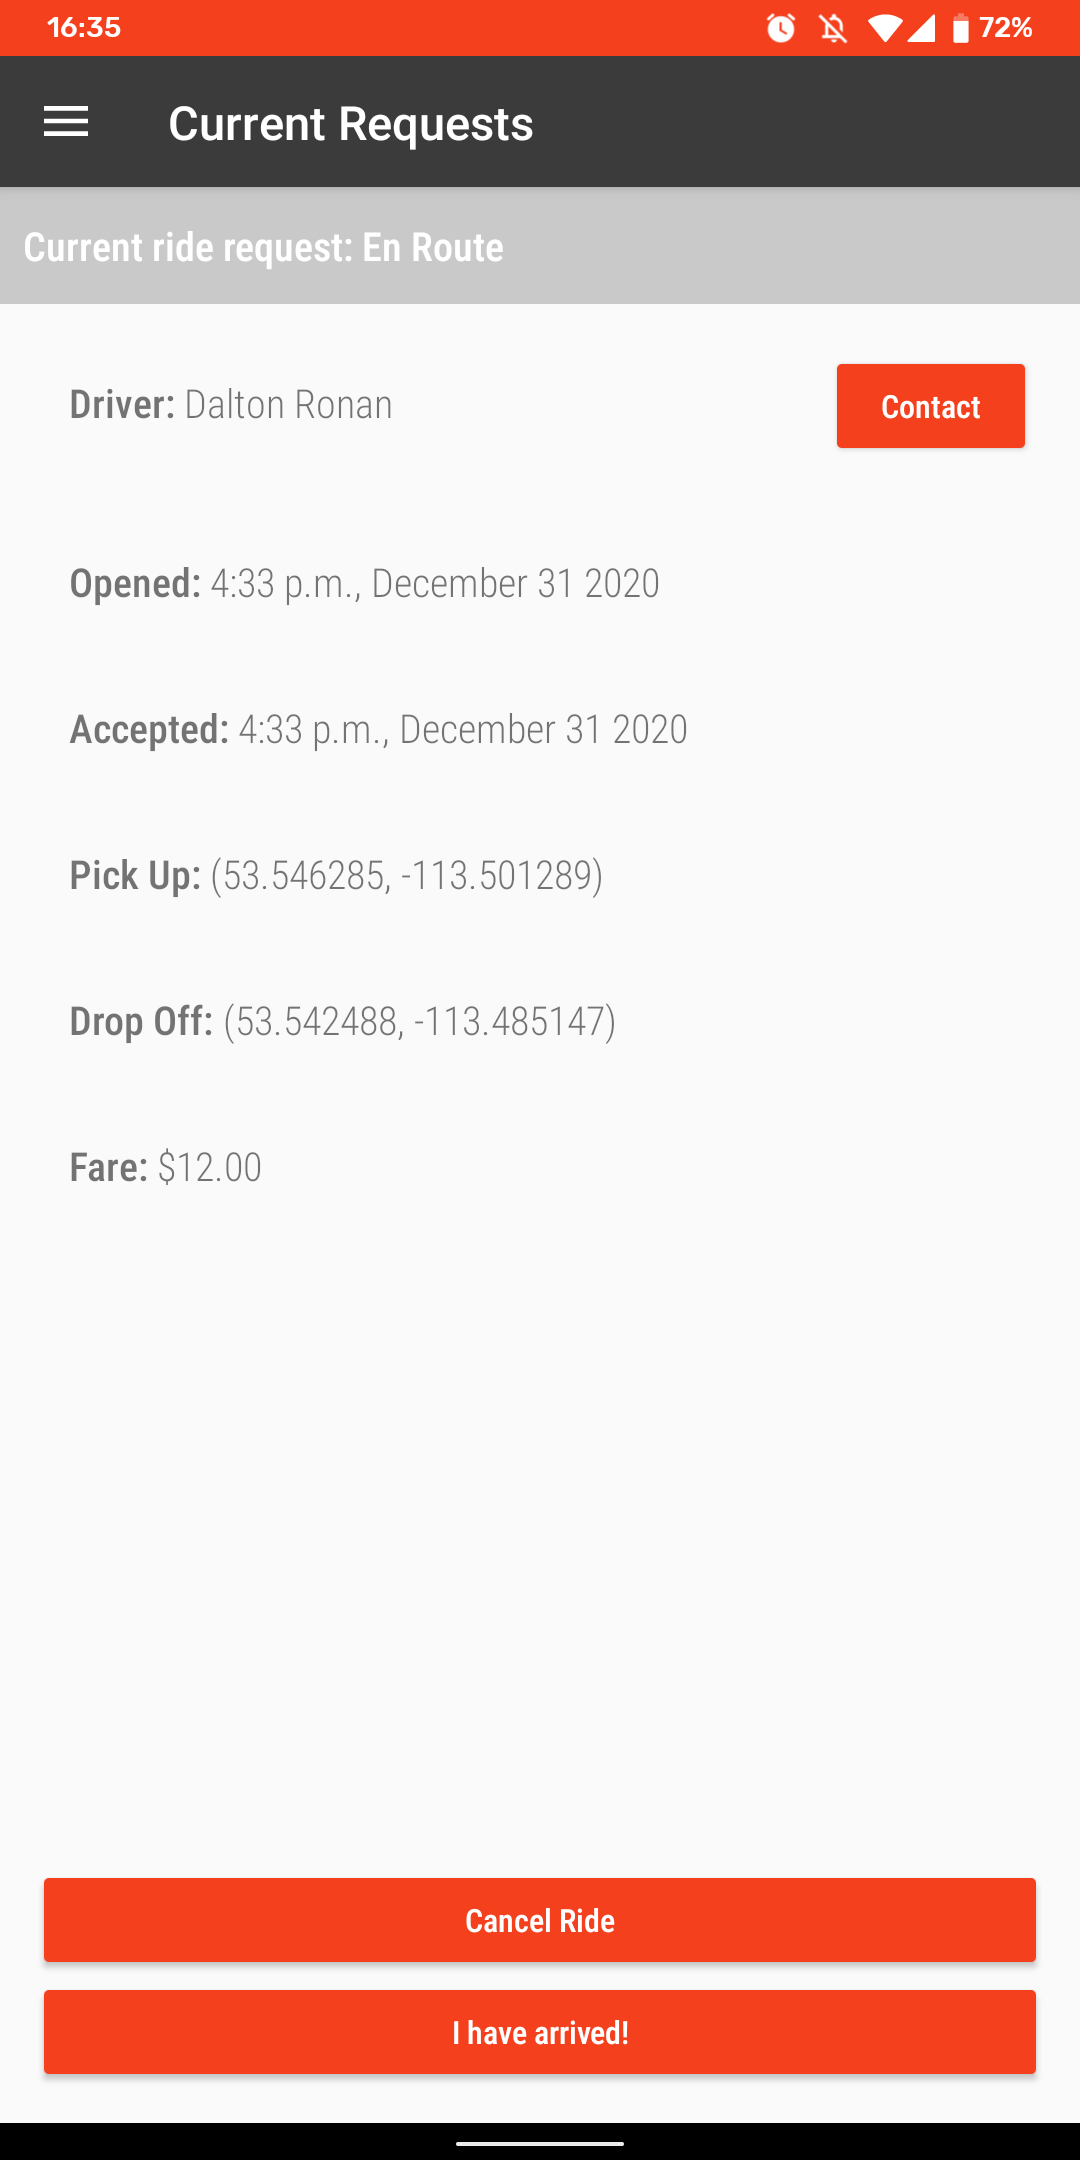 16:35 72%
Current Requests
Current ride request: En Route
Driver: Dalton Ronan Contact
Opened: 4:33 p.m., December 31 2020
Accepted: 4:33 p.m., December 31 2020
Pick Up: (53.546285, -113.501289)
Drop Off: (53.542488, -113.485147)
Fare: $12.00
Cancel Ride
I have arrived!